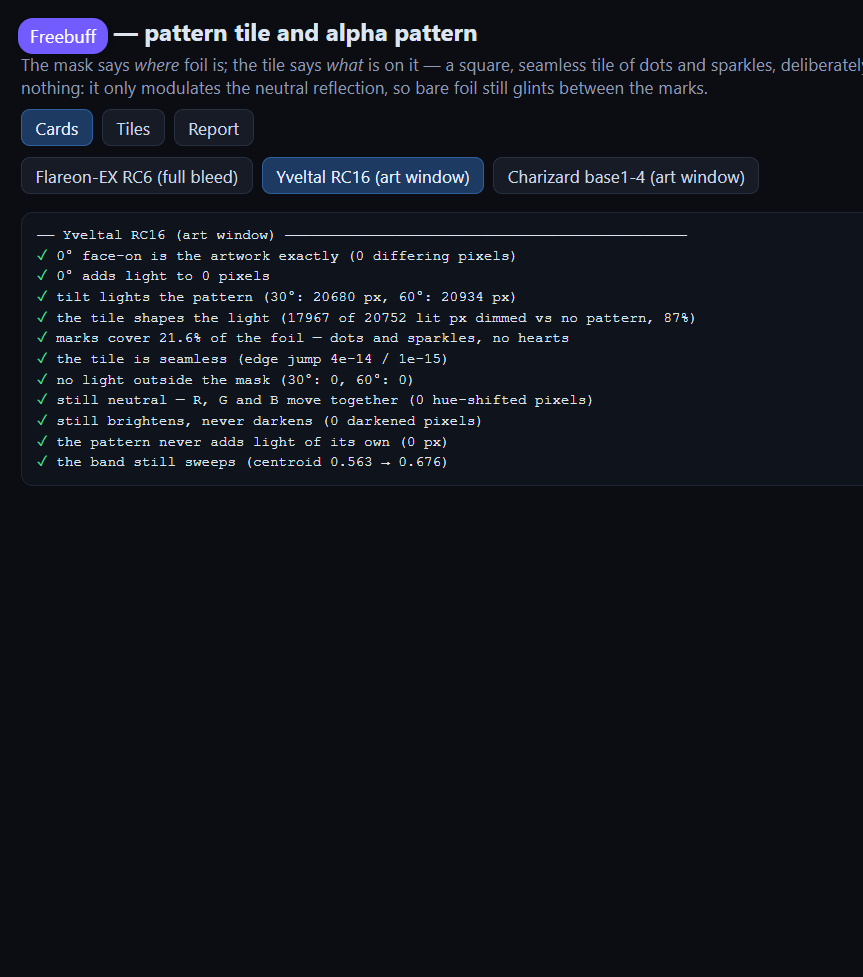 Freebuff — pattern tile and alpha pattern
The mask says where foil is; the tile says what is on it — a square, seamless tile of dots and sparkles, deliberately
nothing: it only modulates the neutral reflection, so bare foil still glints between the marks.
Cards Tiles Report
Flareon-EX RC6 (full bleed) Yveltal RC16 (art window) Charizard base1-4 (art window)
── Yveltal RC16 (art window) ──────────────────────────────
✓ 0° face-on is the artwork exactly (0 differing pixels)
✓ 0° adds light to 0 pixels
✓ tilt lights the pattern (30°: 20680 px, 60°: 20934 px)
✓ the tile shapes the light (17967 of 20752 lit px dimmed vs no pattern, 87%)
✓ marks cover 21.6% of the foil — dots and sparkles, no hearts
✓ the tile is seamless (edge jump 4e-14 / 1e-15)
✓ no light outside the mask (30°: 0, 60°: 0)
✓ still neutral — R, G and B move together (0 hue-shifted pixels)
✓ still brightens, never darkens (0 darkened pixels)
✓ the pattern never adds light of its own (0 px)
✓ the band still sweeps (centroid 0.563 → 0.676)